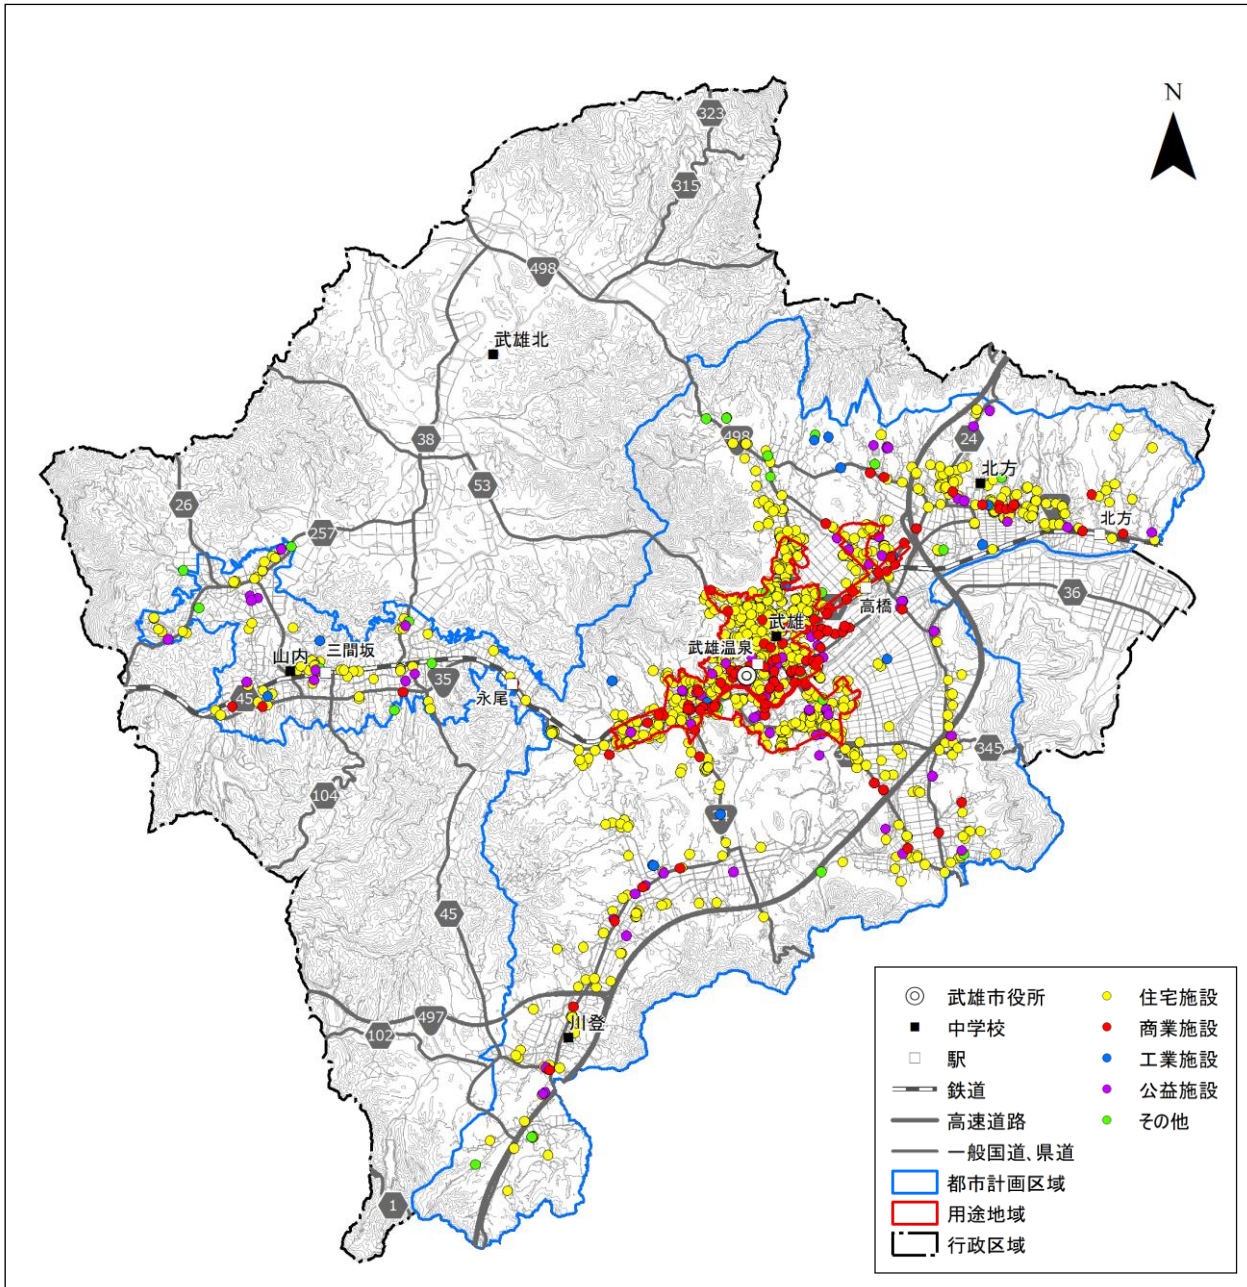 N
323
315
498
武雄北
498
38
24
北方
53
26
北方
257
36
高橋
武雄
武雄温泉
三間坂
山内
35
45
永尾
345
104
45
497
川登
102
1
武雄市役所
中学校
駅
鉄道
高速道路
一般国道、県道
都市計画区域
用途地域
行政区域
住宅施設
商業施設
工業施設
公益施設
その他